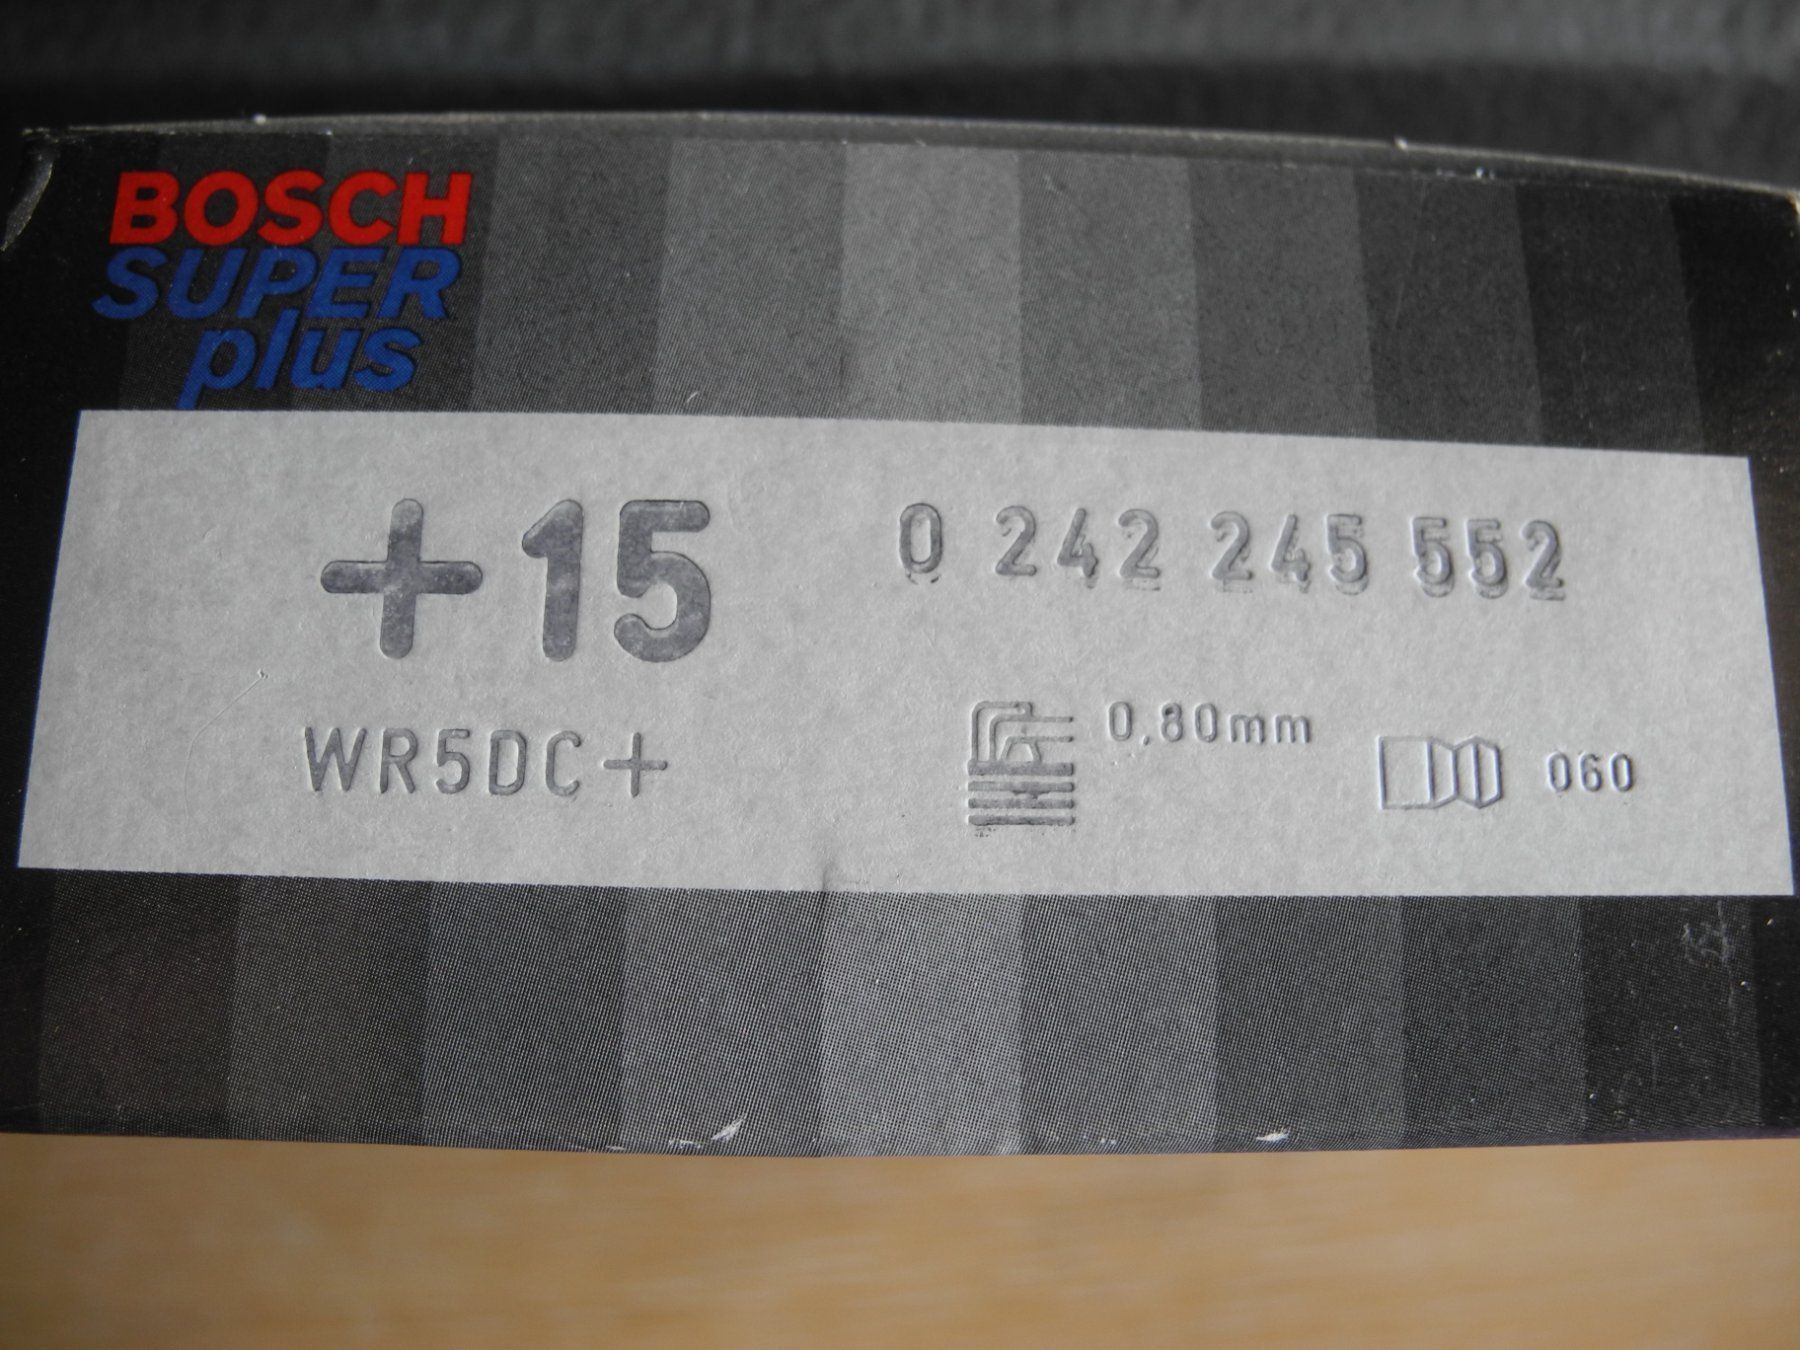 BOSCH
SUPER
plus
+15
0 242 245 552
WR5DC+
0,80mm
060